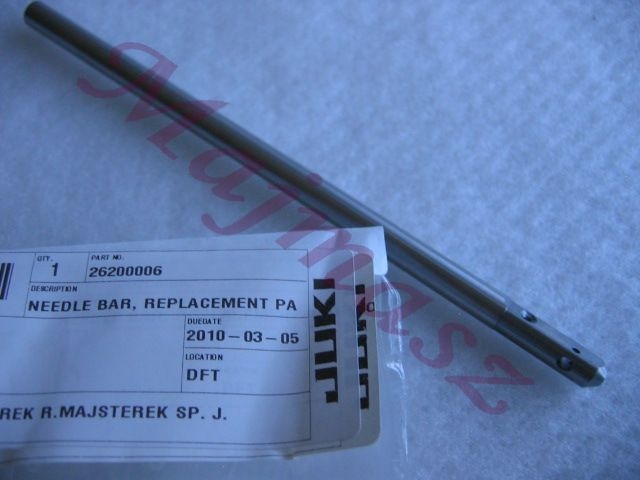 Majmasz
QTY. PART NO.
1 26200006
DESCRIPTION
NEEDLE BAR, REPLACEMENT PA
DUEDATE
2010-03-05
LOCATION
DFT
REK R.MAJSTEREK SP. J.
JUKI
JUKI